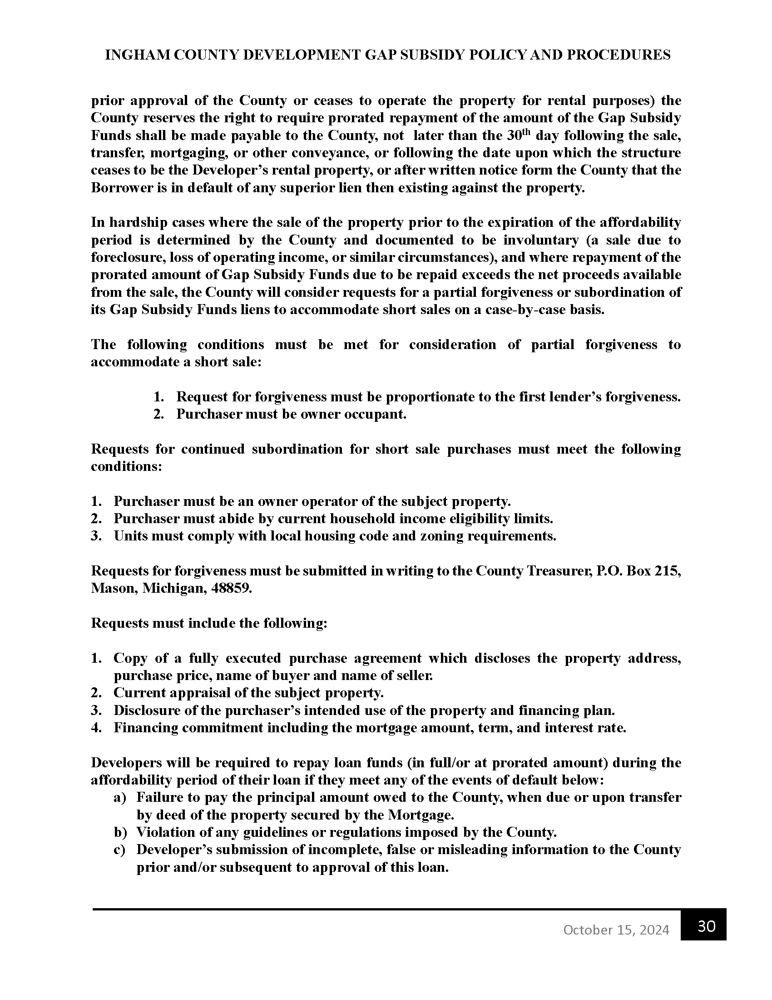 INGHAM COUNTY DEVELOPMENT GAP SUBSIDY POLICY AND PROCEDURES
prior approval of the County or ceases to operate the property for rental purposes) the
County reserves the right to require prorated repayment of the amount of the Gap Subsidy
Funds shall be made payable to the County, not later than the 30th day following the sale,
transfer, mortgaging, or other conveyance, or following the date upon which the structure
ceases to be the Developer’s rental property, or after written notice form the County that the
Borrower is in default of any superior lien then existing against the property.
In hardship cases where the sale of the property prior to the expiration of the affordability
period is determined by the County and documented to be involuntary (a sale due to
foreclosure, loss of operating income, or similar circumstances), and where repayment of the
prorated amount of Gap Subsidy Funds due to be repaid exceeds the net proceeds available
from the sale, the County will consider requests for a partial forgiveness or subordination of
its Gap Subsidy Funds liens to accommodate short sales on a case-by-case basis.
The following conditions must be met for consideration of partial forgiveness to
accommodate a short sale:
1. Request for forgiveness must be proportionate to the first lender’s forgiveness.
2. Purchaser must be owner occupant.
Requests for continued subordination for short sale purchases must meet the following
conditions:
1. Purchaser must be an owner operator of the subject property.
2. Purchaser must abide by current household income eligibility limits.
3. Units must comply with local housing code and zoning requirements.
Requests for forgiveness must be submitted in writing to the County Treasurer, P.O. Box 215,
Mason, Michigan, 48859.
Requests must include the following:
1. Copy of a fully executed purchase agreement which discloses the property address,
purchase price, name of buyer and name of seller.
2. Current appraisal of the subject property.
3. Disclosure of the purchaser’s intended use of the property and financing plan.
4. Financing commitment including the mortgage amount, term, and interest rate.
Developers will be required to repay loan funds (in full/or at prorated amount) during the
affordability period of their loan if they meet any of the events of default below:
a) Failure to pay the principal amount owed to the County, when due or upon transfer
by deed of the property secured by the Mortgage.
b) Violation of any guidelines or regulations imposed by the County.
c) Developer’s submission of incomplete, false or misleading information to the County
prior and/or subsequent to approval of this loan.
October 15, 2024 30